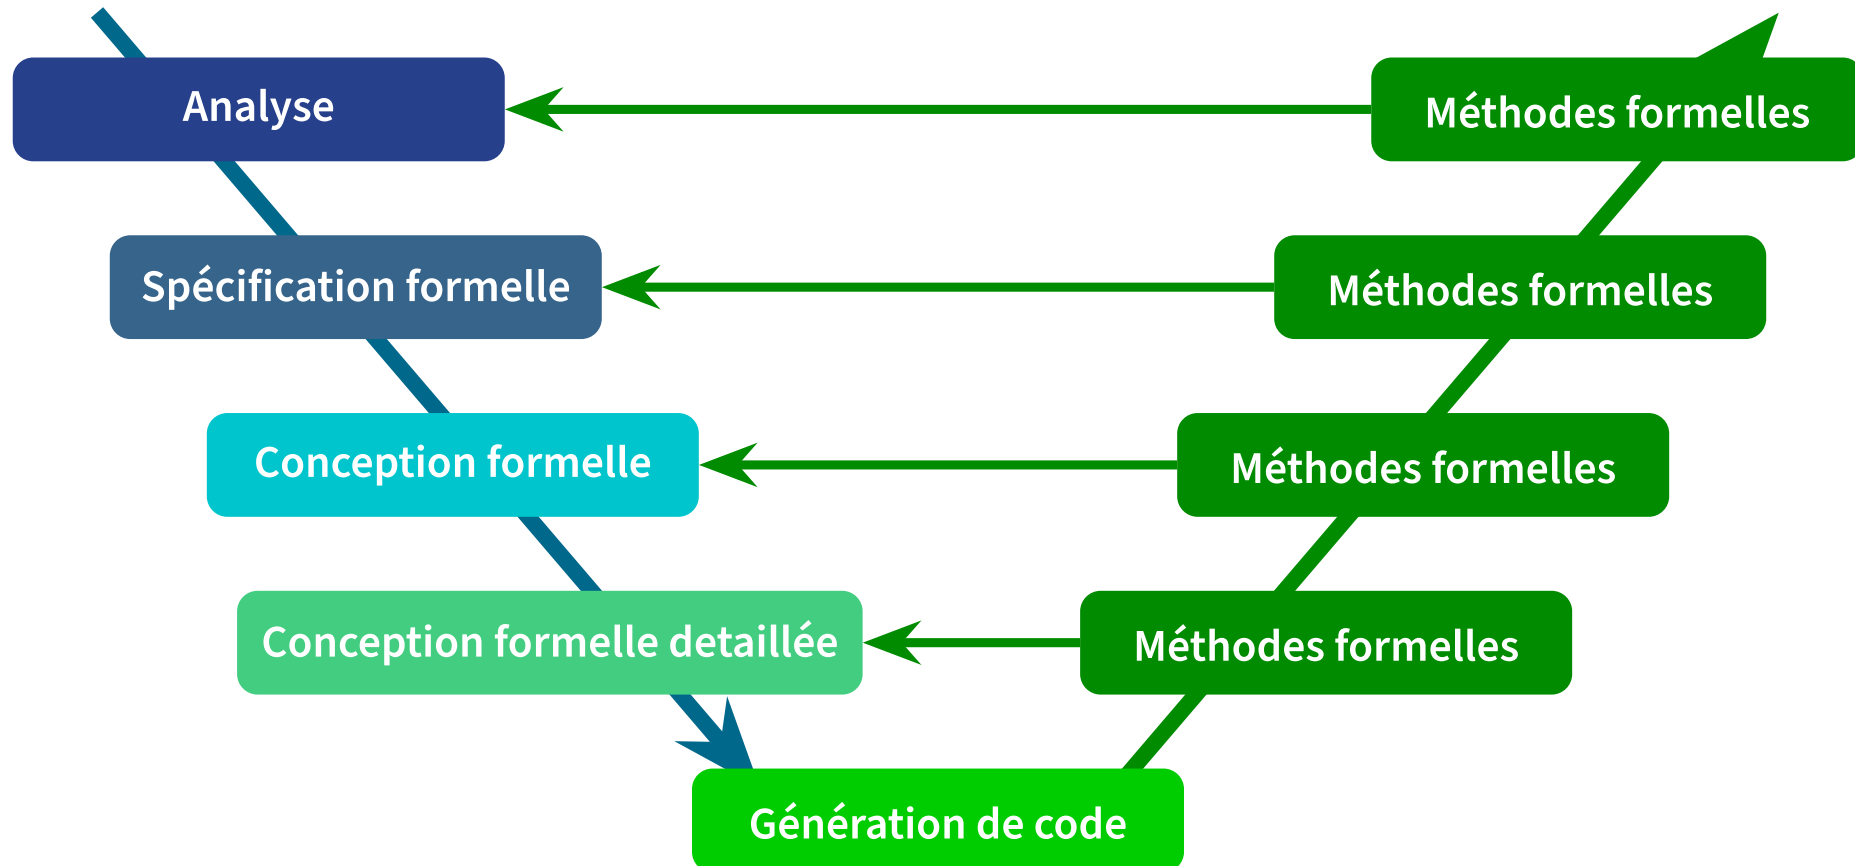 Analyse
Méthodes formelles
Spécification formelle
Méthodes formelles
Conception formelle
Méthodes formelles
Conception formelle detaillée
Méthodes formelles
Génération de code